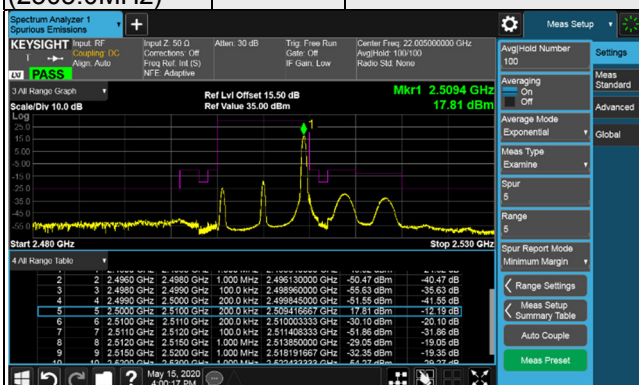 Spectrum Analyzer 1
Spurious Emissions
Meas Setup
KEYSIGHT Input: RF
Coupling: DC
Align: Auto
Input Z: 50 Ω
Corrections: Off
Freq Ref: Int (S)
NFE: Adaptive
Atten: 30 dB
Trig: Free Run
Gate: Off
IF Gain: Low
Center Freq: 22.005000000 GHz
Avg|Hold: 100/100
Radio Std: None
LXI PASS
3 All Range Graph
Ref Lvl Offset 15.50 dB
Mkr1 2.5094 GHz
Scale/Div 10.0 dB
Ref Value 35.00 dBm
17.81 dBm
Log
25.0
15.0
5.00
-5.00
-15.0
-25.0
-35.0
-45.0
-55.0
1
Start 2.480 GHz
Stop 2.530 GHz
4 All Range Table
2 2 2.4960 GHz 2.4980 GHz 1.000 MHz 2.496130000 GHz -50.47 dBm -40.47 dB
3 3 2.4980 GHz 2.4990 GHz 100.0 kHz 2.498960000 GHz -55.63 dBm -35.63 dB
4 4 2.4990 GHz 2.5000 GHz 200.0 kHz 2.499845000 GHz -51.55 dBm -41.55 dB
5 5 2.5000 GHz 2.5100 GHz 200.0 kHz 2.509416667 GHz 17.81 dBm -12.19 dB
6 6 2.5100 GHz 2.5110 GHz 200.0 kHz 2.510003333 GHz -30.10 dBm -20.10 dB
7 7 2.5110 GHz 2.5120 GHz 100.0 kHz 2.511408333 GHz -51.86 dBm -31.86 dB
8 8 2.5120 GHz 2.5150 GHz 1.000 MHz 2.513850000 GHz -29.05 dBm -19.05 dB
9 9 2.5150 GHz 2.5200 GHz 1.000 MHz 2.518191667 GHz -32.35 dBm -19.35 dB
May 15, 2020
4:00:17 PM
Avg|Hold Number
100
Averaging
On
Off
Average Mode
Exponential
Meas Type
Examine
Spur
5
Range
5
Spur Report Mode
Minimum Margin
Range Settings
Meas Setup
Summary Table
Auto Couple
Meas Preset
Settings
Meas
Standard
Advanced
Global